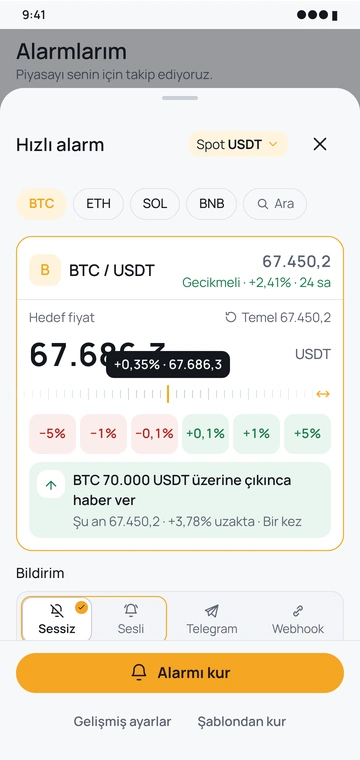 9:41
Alarmlarım
Piyasayı senin için takip ediyoruz.
Hızlı alarm
Spot USDT
BTC
ETH
SOL
BNB
Ara
B
BTC / USDT
67.450,2
Gecikmeli · +2,41% · 24 sa
Hedef fiyat
Temel 67.450,2
67.686,3
USDT
+0,35% · 67.686,3
−5%
−1%
−0,1%
+0,1%
+1%
+5%
BTC 70.000 USDT üzerine çıkınca
haber ver
Şu an 67.450,2 · +3,78% uzakta · Bir kez
Bildirim
Sessiz
Sesli
Telegram
Webhook
Alarmı kur
Gelişmiş ayarlar
Şablondan kur